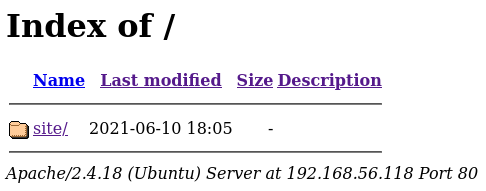 Index of /
Name Last modified Size Description
site/ 2021-06-10 18:05 -
Apache/2.4.18 (Ubuntu) Server at 192.168.56.118 Port 80